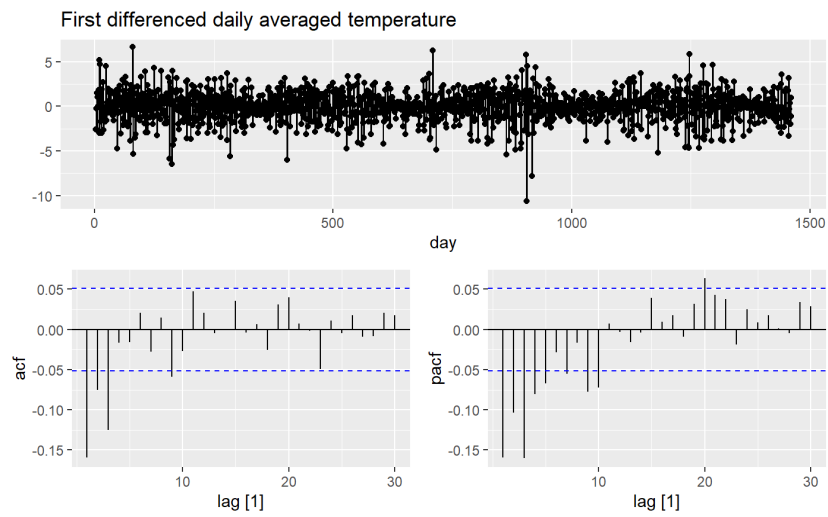 First differenced daily averaged temperature
5
0
-5
-10
0 500 1000 1500
day
0.05
0.00
-0.05
-0.10
-0.15
acf
10 20 30
lag [1]
0.05
0.00
-0.05
-0.10
-0.15
pacf
10 20 30
lag [1]